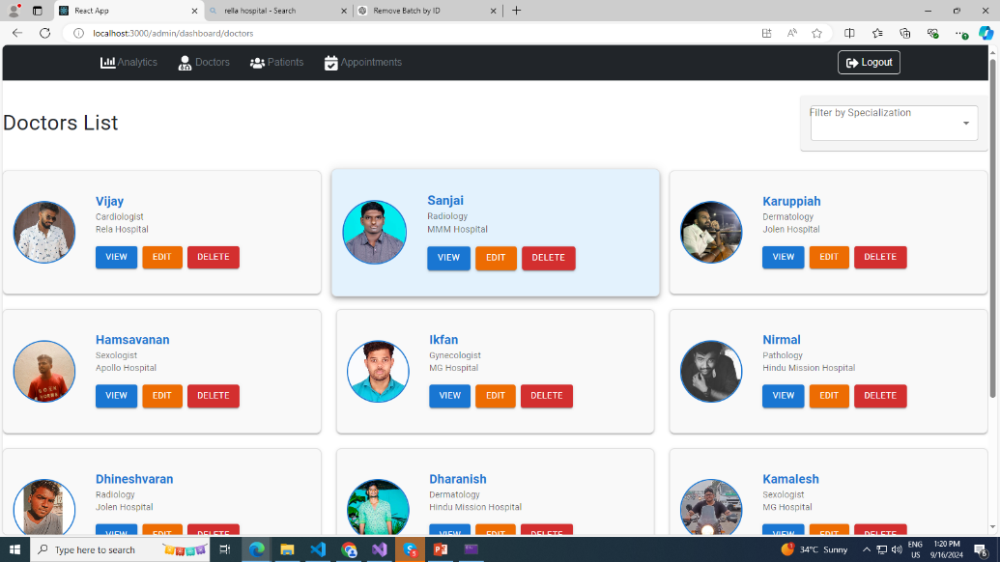 React App
rella hospital - Search
Remove Batch by ID
localhost:3000/admin/dashboard/doctors
Analytics
Doctors
Patients
Appointments
Logout
Doctors List
Filter by Specialization
Vijay
Cardiologist
Rela Hospital
VIEW EDIT DELETE
Sanjai
Radiology
MMM Hospital
VIEW EDIT DELETE
Karuppiah
Dermatology
Jolen Hospital
VIEW EDIT DELETE
Hamsavanan
Sexologist
Apollo Hospital
VIEW EDIT DELETE
Ikfan
Gynecologist
MG Hospital
VIEW EDIT DELETE
Nirmal
Pathology
Hindu Mission Hospital
VIEW EDIT DELETE
Dhineshvaran
Radiology
Jolen Hospital
VIEW EDIT DELETE
Dharanish
Dermatology
Hindu Mission Hospital
VIEW EDIT DELETE
Kamalesh
Sexologist
MG Hospital
VIEW EDIT DELETE
Type here to search
34°C Sunny
ENG
US
1:20 PM
9/16/2024
6